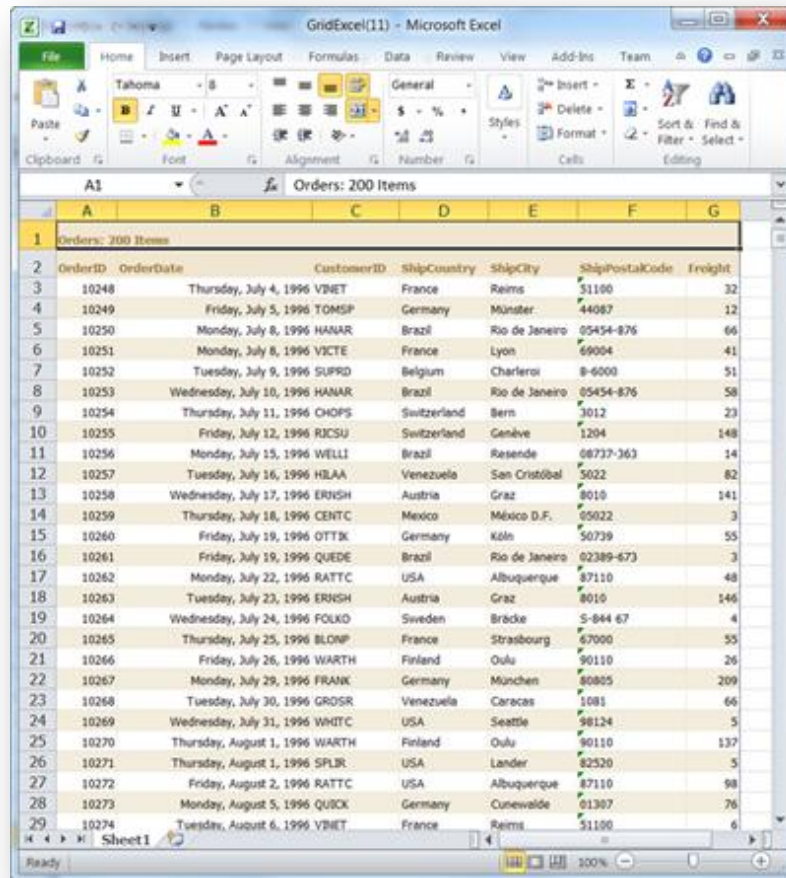 GridExcel(11) - Microsoft Excel
File Home Insert Page Layout Formulas Data Review View Add-Ins Team
Tahoma 8 General Insert Σ
B I U A A Delete
Paste A $ % , Styles Format Sort & Filter Find & Select
Clipboard Font Alignment Number Cells Editing
A1 fx Orders: 200 Items
A B C D E F G
1 Orders: 200 Items
2 OrderID OrderDate CustomerID ShipCountry ShipCity ShipPostalCode Freight
3 10248 Thursday, July 4, 1996 VINET France Reims 51100 32
4 10249 Friday, July 5, 1996 TOMSP Germany Münster 44087 12
5 10250 Monday, July 8, 1996 HANAR Brazil Rio de Janeiro 05454-876 66
6 10251 Monday, July 8, 1996 VICTE France Lyon 69004 41
7 10252 Tuesday, July 9, 1996 SUPRD Belgium Charleroi B-6000 51
8 10253 Wednesday, July 10, 1996 HANAR Brazil Rio de Janeiro 05454-876 58
9 10254 Thursday, July 11, 1996 CHOPS Switzerland Bern 3012 23
10 10255 Friday, July 12, 1996 RICSU Switzerland Genève 1204 148
11 10256 Monday, July 15, 1996 WELLI Brazil Resende 08737-363 14
12 10257 Tuesday, July 16, 1996 HILAA Venezuela San Cristóbal 5022 82
13 10258 Wednesday, July 17, 1996 ERNSH Austria Graz 8010 141
14 10259 Thursday, July 18, 1996 CENTC Mexico México D.F. 05022 3
15 10260 Friday, July 19, 1996 OTTIK Germany Köln 50739 55
16 10261 Friday, July 19, 1996 QUEDE Brazil Rio de Janeiro 02389-673 3
17 10262 Monday, July 22, 1996 RATTC USA Albuquerque 87110 48
18 10263 Tuesday, July 23, 1996 ERNSH Austria Graz 8010 146
19 10264 Wednesday, July 24, 1996 FOLKO Sweden Bräcke S-844 67 4
20 10265 Thursday, July 25, 1996 BLONP France Strasbourg 67000 55
21 10266 Friday, July 26, 1996 WARTH Finland Oulu 90110 26
22 10267 Monday, July 29, 1996 FRANK Germany München 80805 209
23 10268 Tuesday, July 30, 1996 GROSR Venezuela Caracas 1081 66
24 10269 Wednesday, July 31, 1996 WHITC USA Seattle 98124 5
25 10270 Thursday, August 1, 1996 WARTH Finland Oulu 90110 137
26 10271 Thursday, August 1, 1996 SPLIR USA Lander 82520 5
27 10272 Friday, August 2, 1996 RATTC USA Albuquerque 87110 98
28 10273 Monday, August 5, 1996 QUICK Germany Cunewalde 01307 76
29 10274 Tuesday, August 6, 1996 VINET France Reims 51100 6
Sheet1
Ready 100%